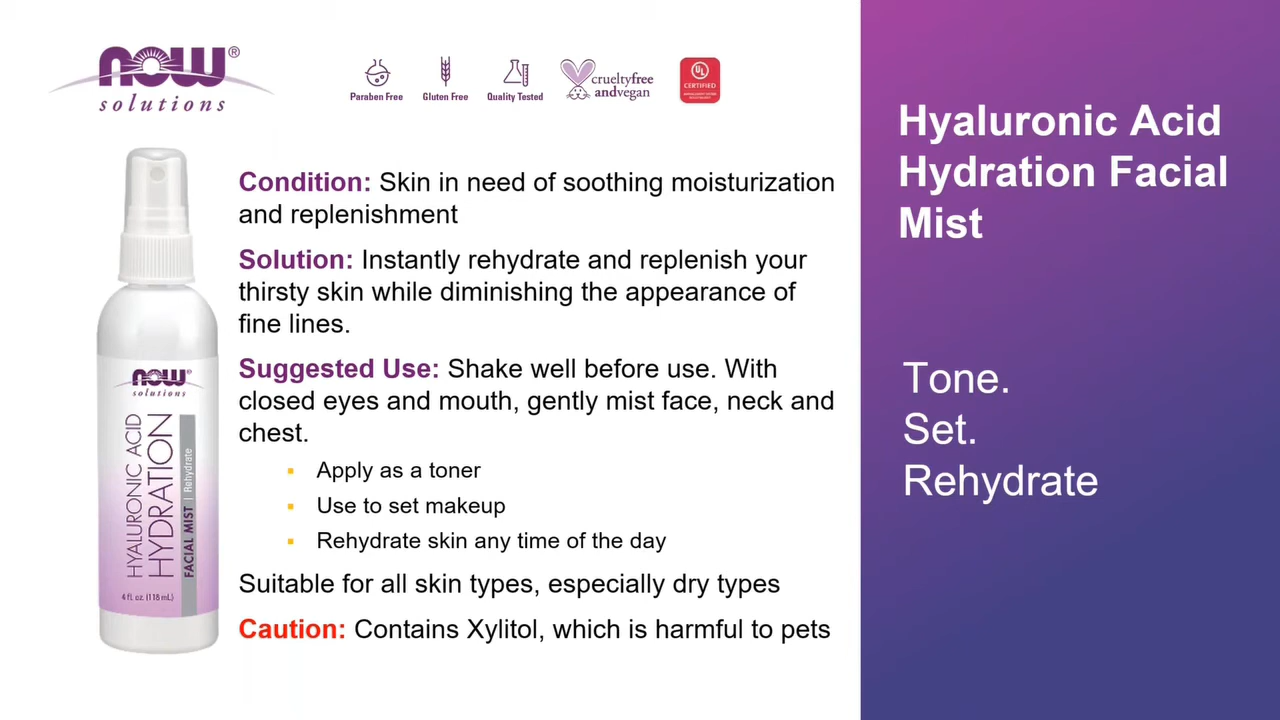 NOW®
solutions
Paraben Free
Gluten Free
Quality Tested
crueltyfree
andvegan
UL
CERTIFIED
Hyaluronic Acid
Hydration Facial
Mist
Tone.
Set.
Rehydrate
Condition: Skin in need of soothing moisturization
and replenishment
Solution: Instantly rehydrate and replenish your
thirsty skin while diminishing the appearance of
fine lines.
Suggested Use: Shake well before use. With
closed eyes and mouth, gently mist face, neck and
chest.
▪ Apply as a toner
▪ Use to set makeup
▪ Rehydrate skin any time of the day
Suitable for all skin types, especially dry types
Caution: Contains Xylitol, which is harmful to pets
NOW
solutions
HYALURONIC ACID
HYDRATION
FACIAL MIST | Rehydrate
4 fl. oz. (118 mL)